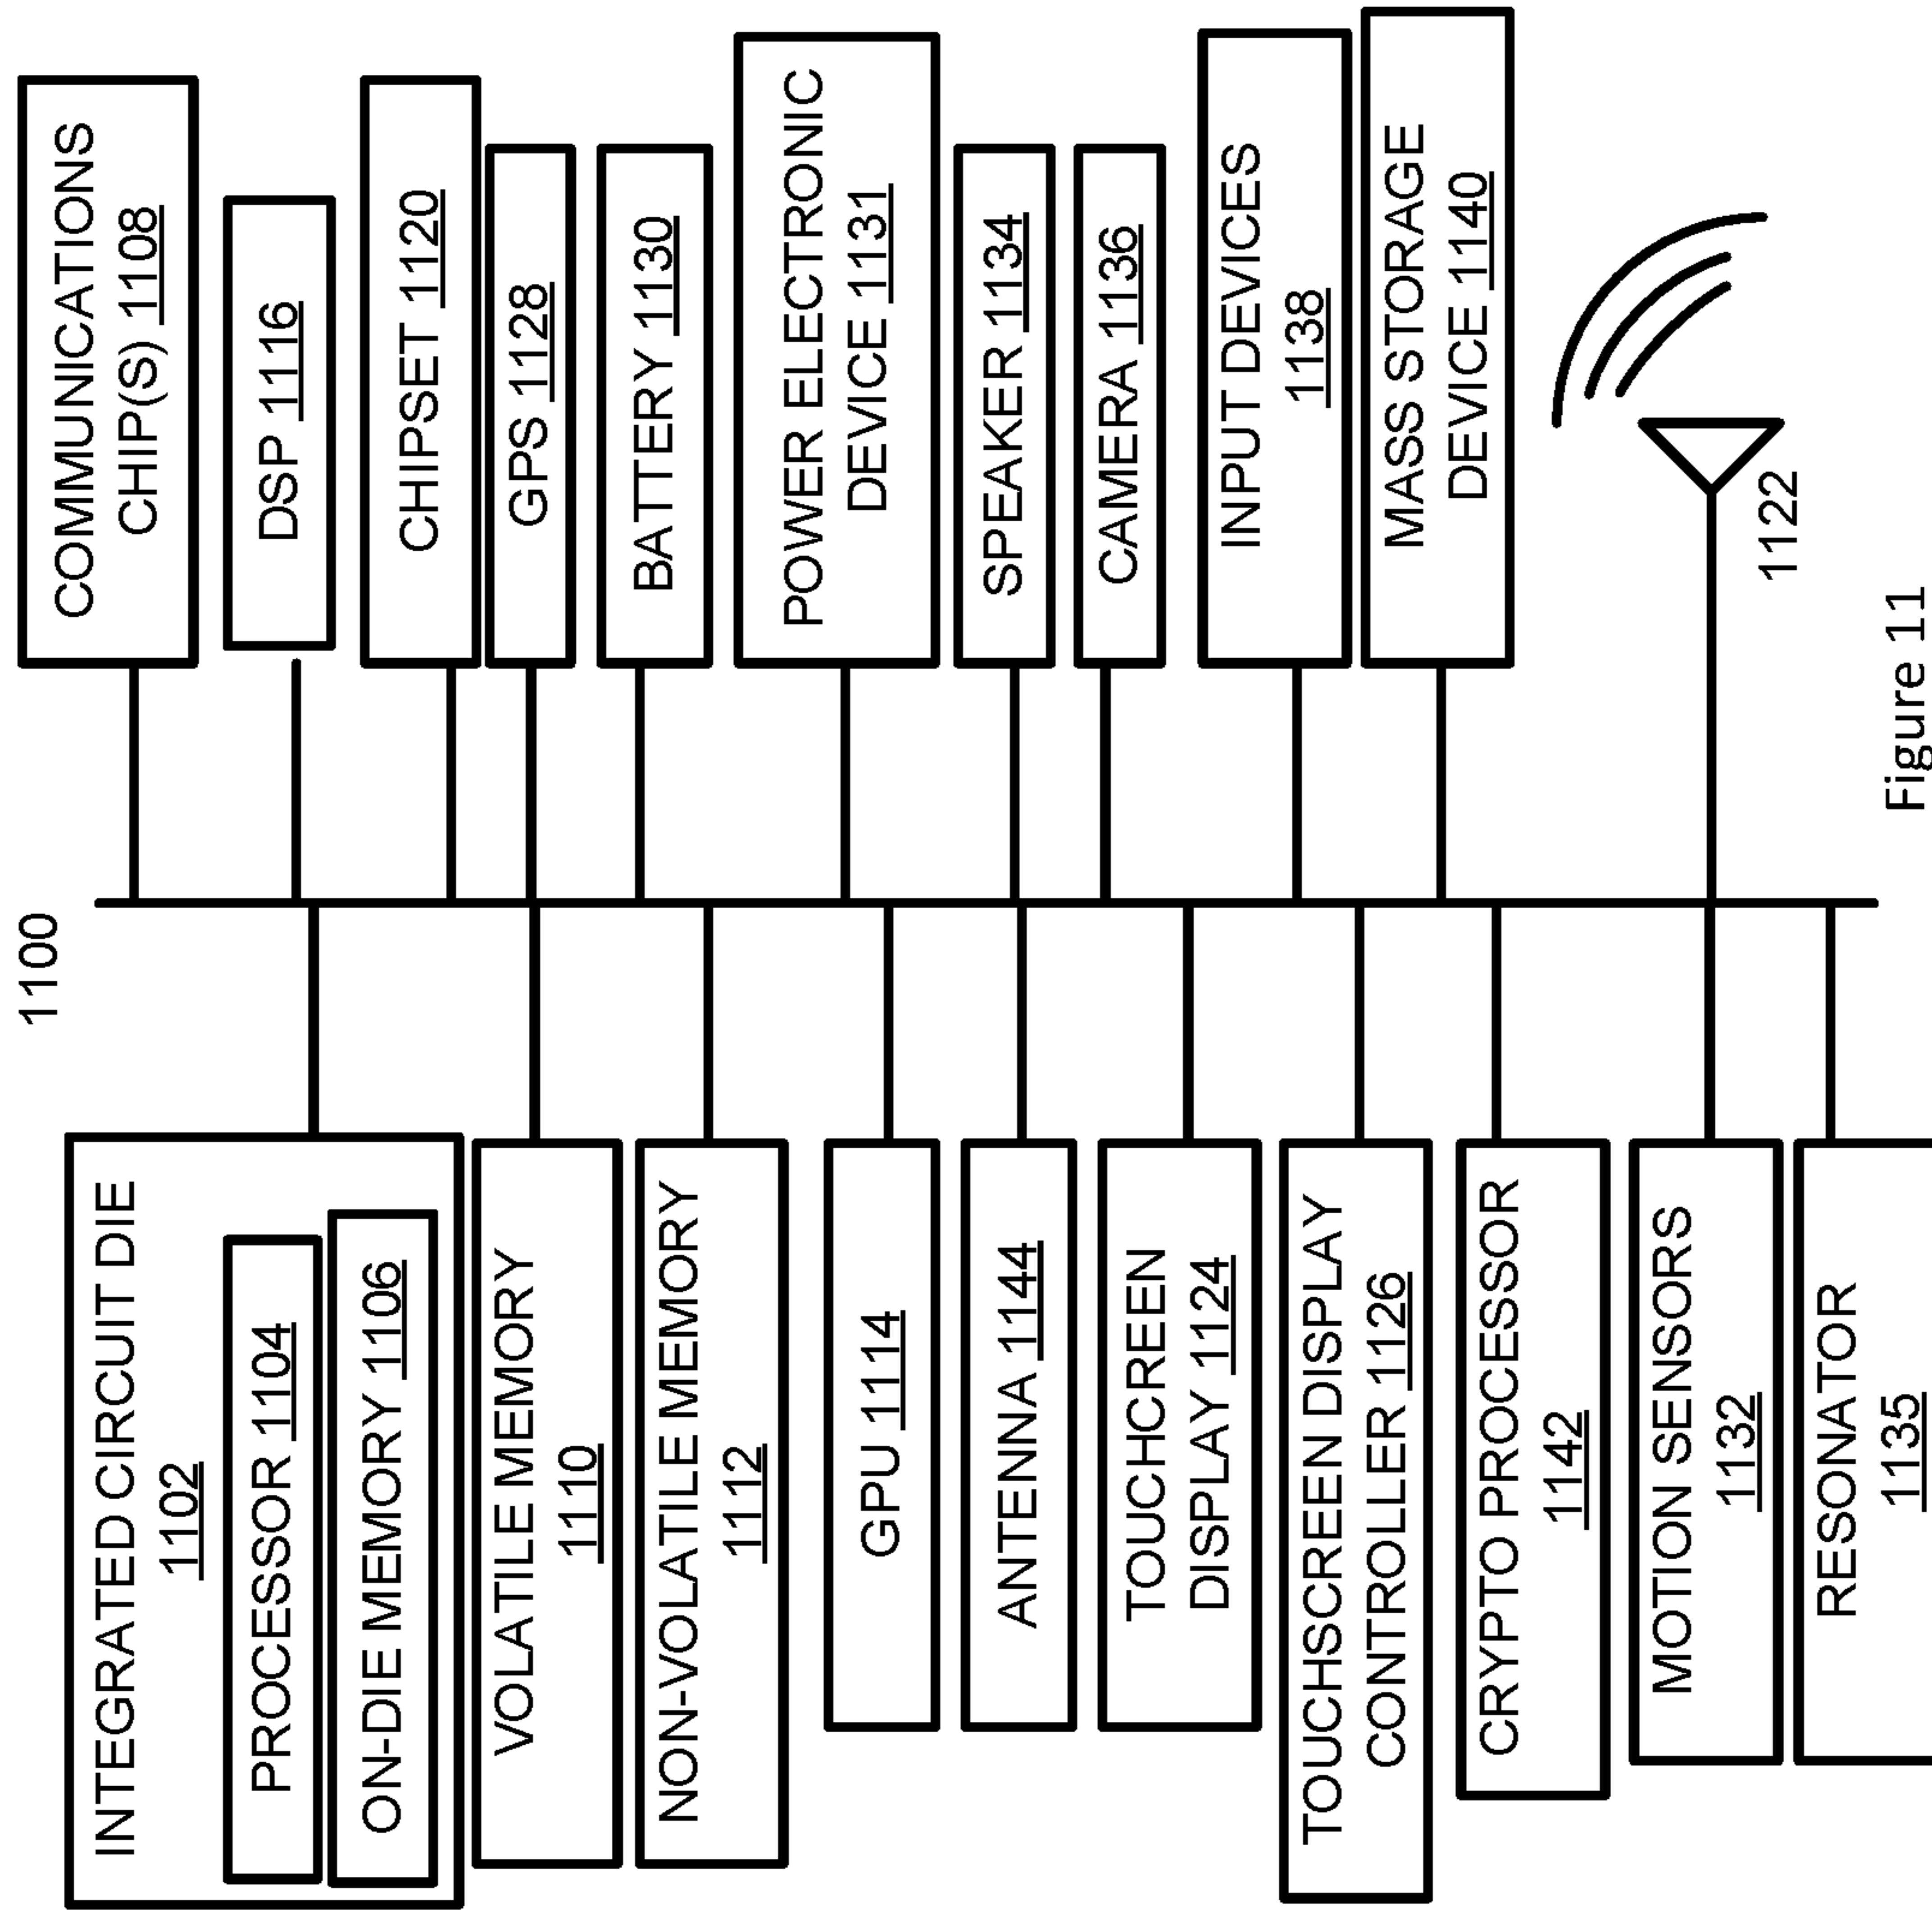 1100
INTEGRATED CIRCUIT DIE
1102
PROCESSOR 1104
ON-DIE MEMORY 1106
VOLATILE MEMORY
1110
NON-VOLATILE MEMORY
1112
GPU 1114
ANTENNA 1144
TOUCHCREEN
DISPLAY 1124
TOUCHSCREEN DISPLAY
CONTROLLER 1126
CRYPTO PROCESSOR
1142
MOTION SENSORS
1132
RESONATOR
1135
COMMUNICATIONS
CHIP(S) 1108
DSP 1116
CHIPSET 1120
GPS 1128
BATTERY 1130
POWER ELECTRONIC
DEVICE 1131
SPEAKER 1134
CAMERA 1136
INPUT DEVICES
1138
MASS STORAGE
DEVICE 1140
1122
Figure 11